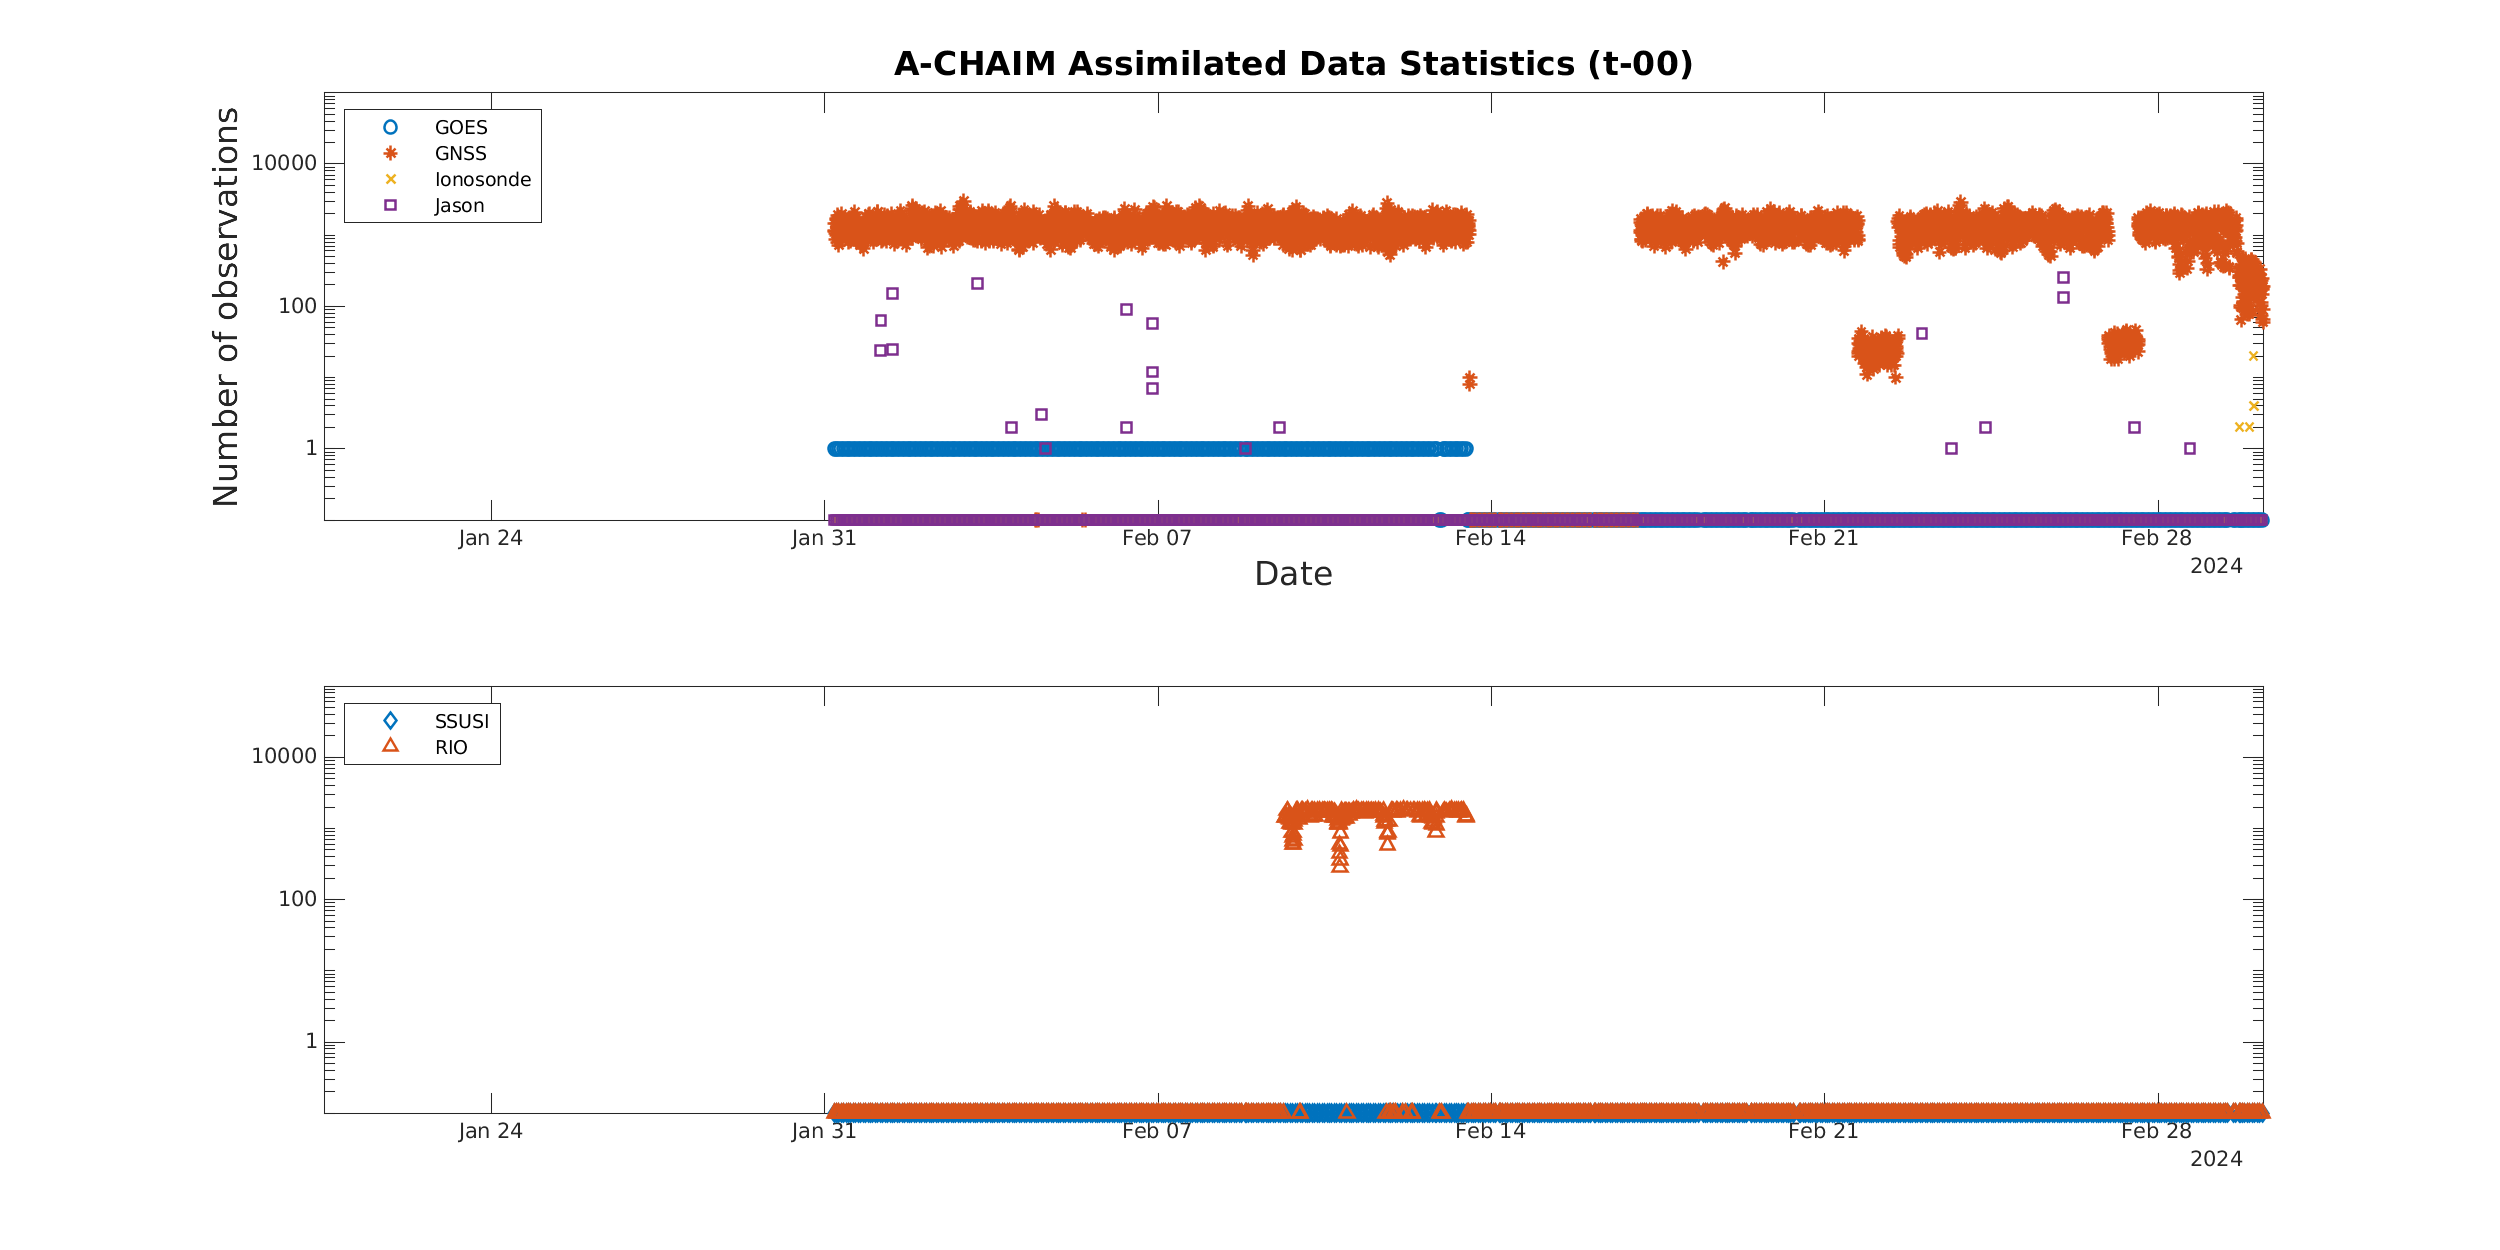 A-CHAIM Assimilated Data Statistics (t-00)
Number of observations
10000
100
1
GOES
GNSS
Ionosonde
Jason
Jan 24 Jan 31 Feb 07 Feb 14 Feb 21 Feb 28
2024
Date
10000
100
1
SSUSI
RIO
Jan 24 Jan 31 Feb 07 Feb 14 Feb 21 Feb 28
2024